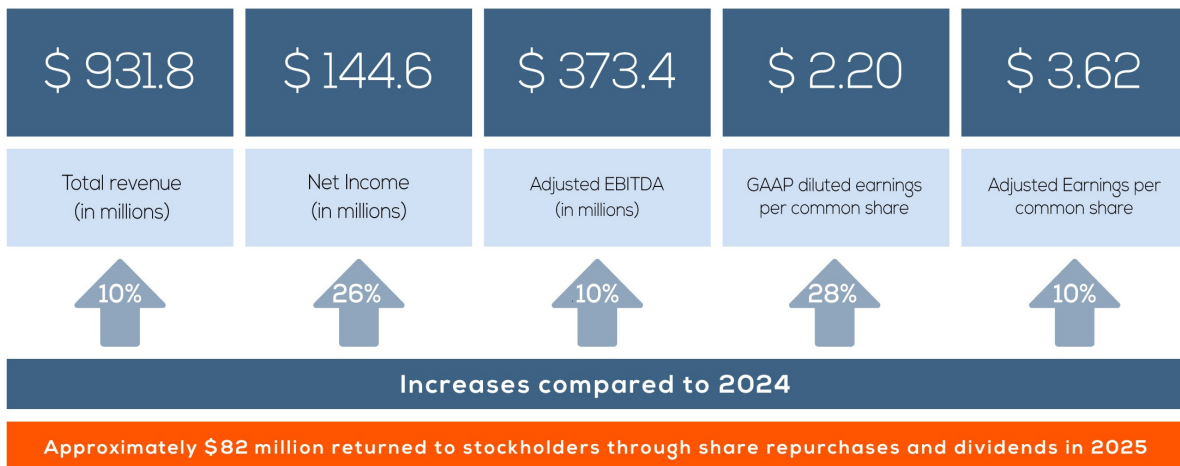 $ 931.8
$ 144.6
$ 373.4
$ 2.20
$ 3.62
Total revenue
(in millions)
Net Income
(in millions)
Adjusted EBITDA
(in millions)
GAAP diluted earnings
per common share
Adjusted Earnings per
common share
10%
26%
.10%
28%
10%
Increases compared to 2024
Approximately $82 million returned to stockholders through share repurchases and dividends in 2025